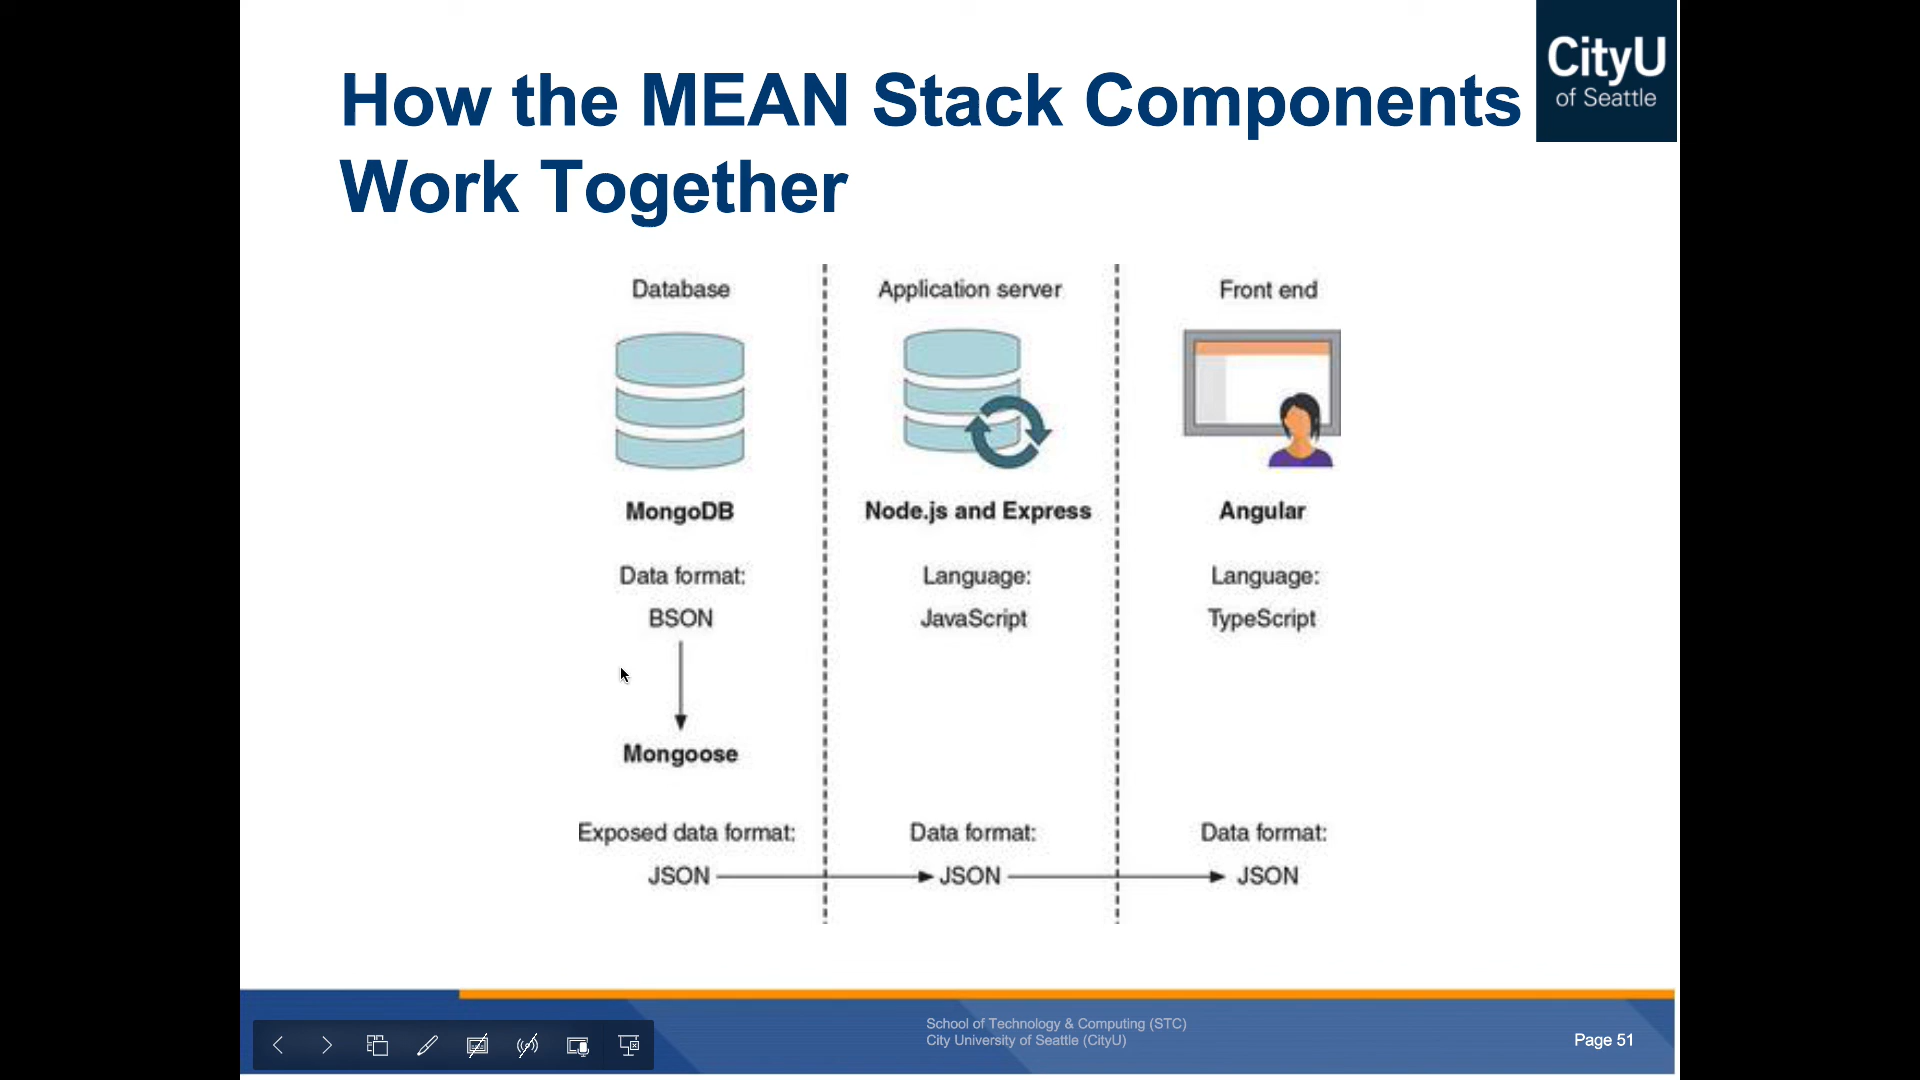 How the MEAN Stack Components
Work Together
CityU
of Seattle
Database
Application server
Front end
MongoDB
Node.js and Express
Angular
Data format:
Language:
Language:
BSON
JavaScript
TypeScript
Mongoose
Exposed data format:
Data format:
Data format:
JSON
JSON
JSON
School of Technology & Computing (STC)
City University of Seattle (CityU)
Page 51